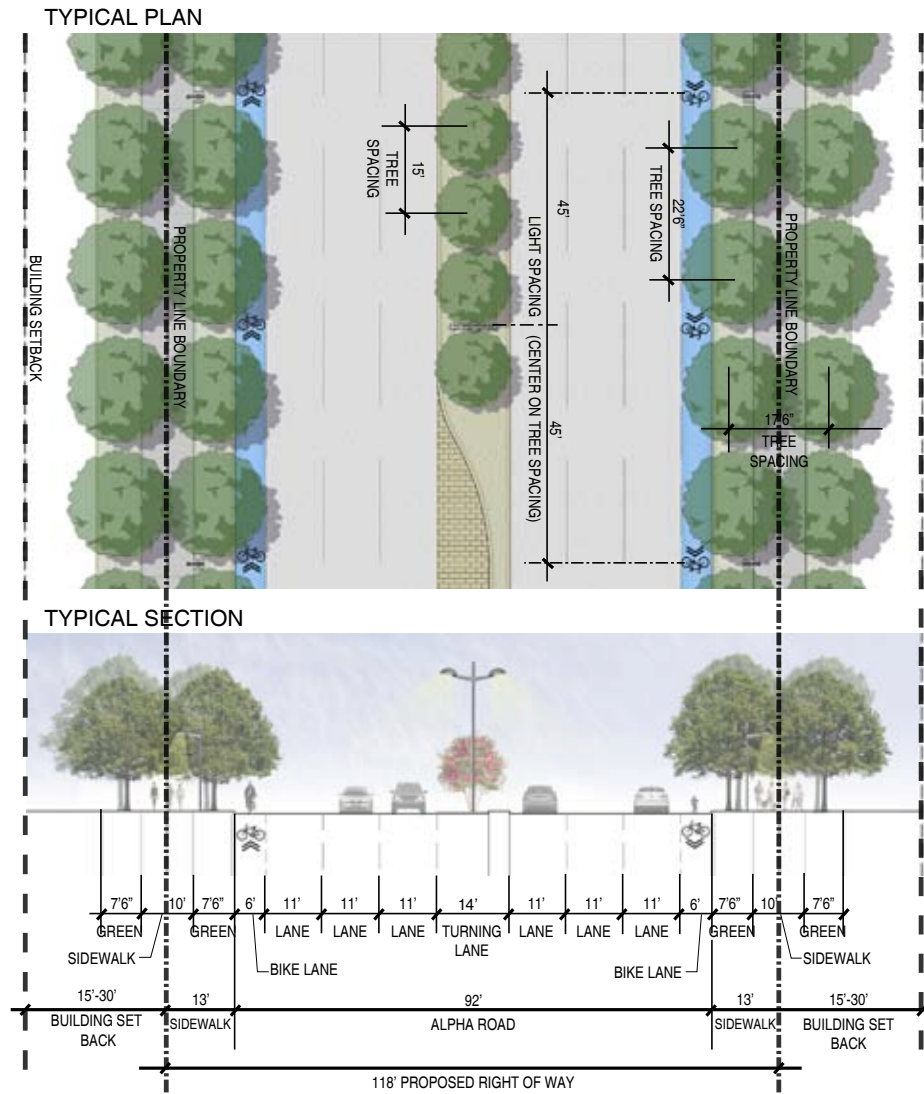 TYPICAL PLAN
BUILDING SETBACK
PROPERTY LINE BOUNDARY
15'
TREE
SPACING
45'
LIGHT SPACING (CENTER ON TREE SPACING)
45'
22'6"
TREE SPACING
PROPERTY LINE BOUNDARY
17'6"
TREE
SPACING
TYPICAL SECTION
7'6" 10' 7'6" 6' 11' 11' 11' 14' 11' 11' 11' 6' 7'6" 10' 7'6"
GREEN GREEN LANE LANE LANE TURNING LANE LANE LANE GREEN GREEN
LANE
SIDEWALK SIDEWALK
BIKE LANE BIKE LANE
15'-30' 13' 92' 13' 15'-30'
BUILDING SET SIDEWALK ALPHA ROAD SIDEWALK BUILDING SET
BACK BACK
118' PROPOSED RIGHT OF WAY